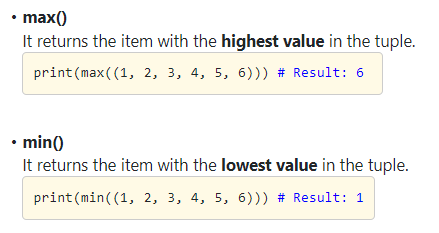 • max()
It returns the item with the highest value in the tuple.
print(max((1, 2, 3, 4, 5, 6))) # Result: 6
• min()
It returns the item with the lowest value in the tuple.
print(min((1, 2, 3, 4, 5, 6))) # Result: 1